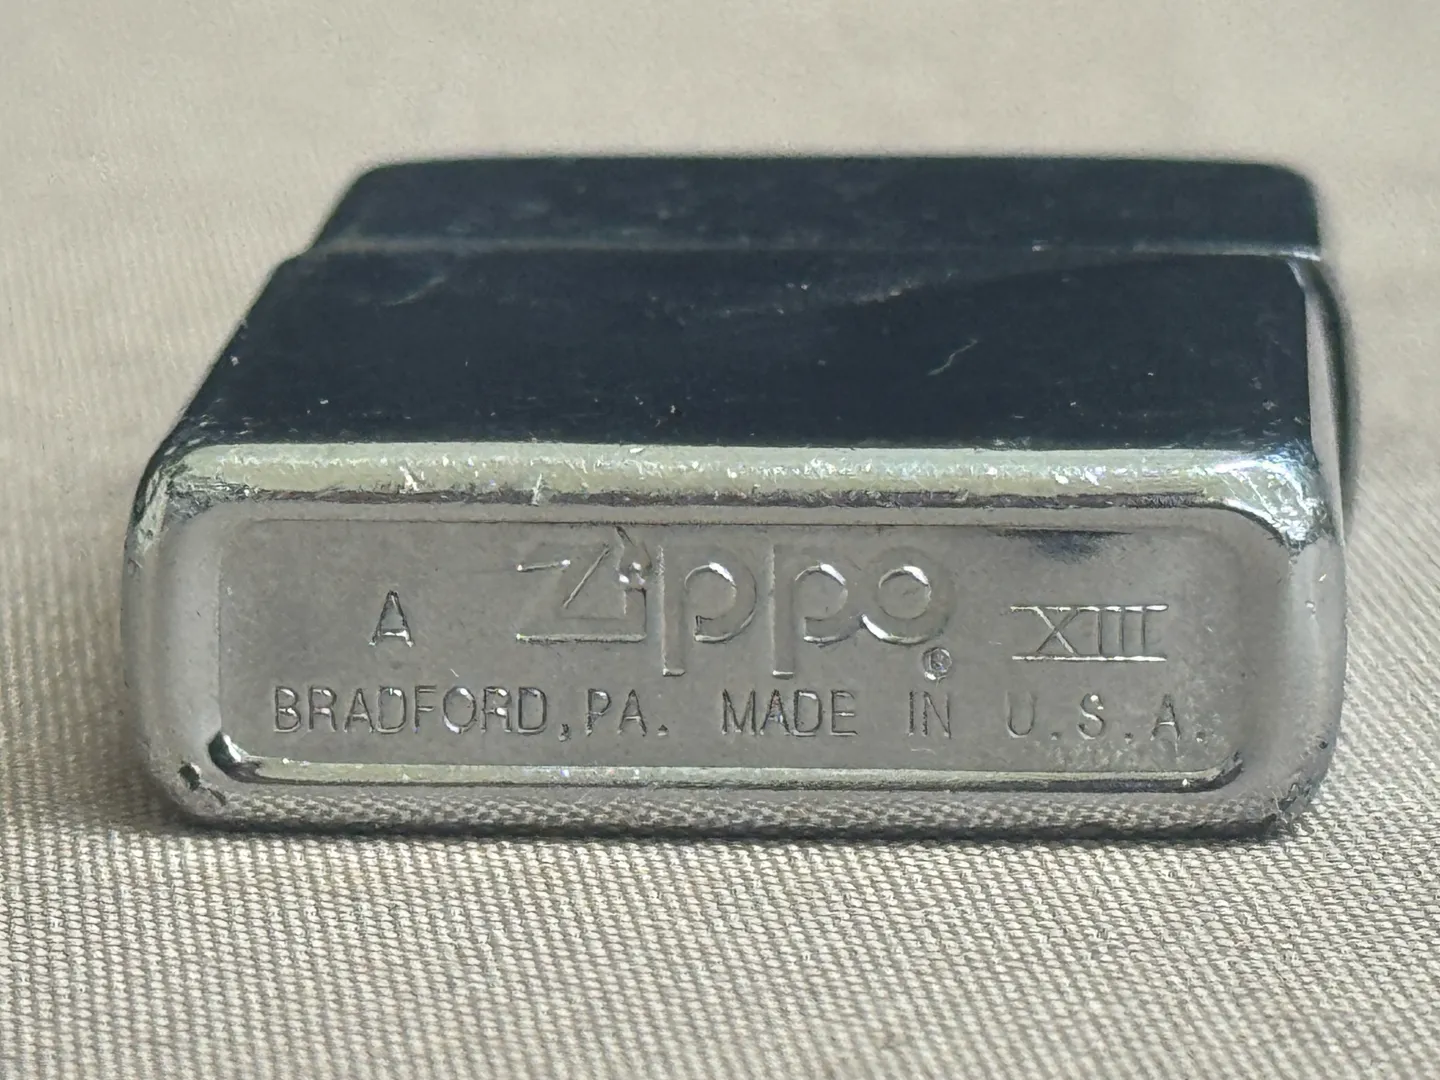 A Zippo ® XIII
BRADFORD, PA. MADE IN U.S.A.